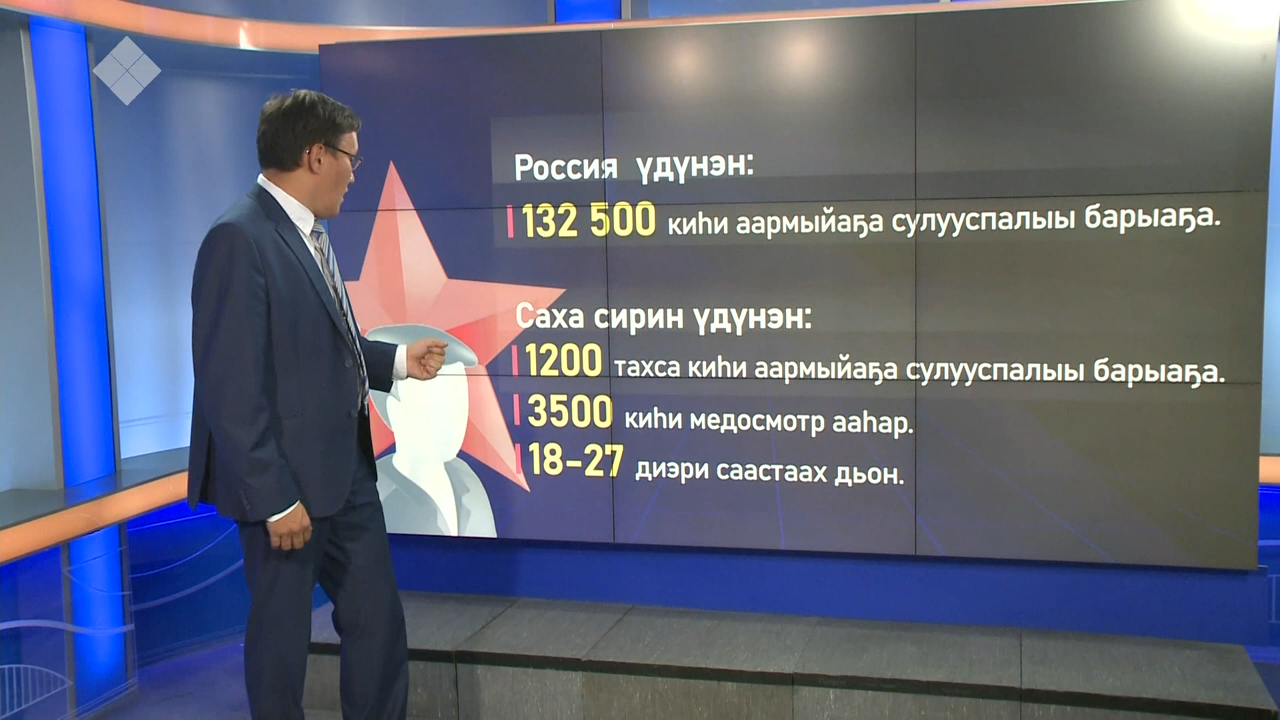 Россия үдүнэн:
132 500 киһи аармыйаҕа сулууспалыы барыаҕа.
Саха сирин үдүнэн:
1200 тахса киһи аармыйаҕа сулууспалыы барыаҕа.
3500 киһи медосмотр ааһар.
18-27 диэри саастаах дьон.